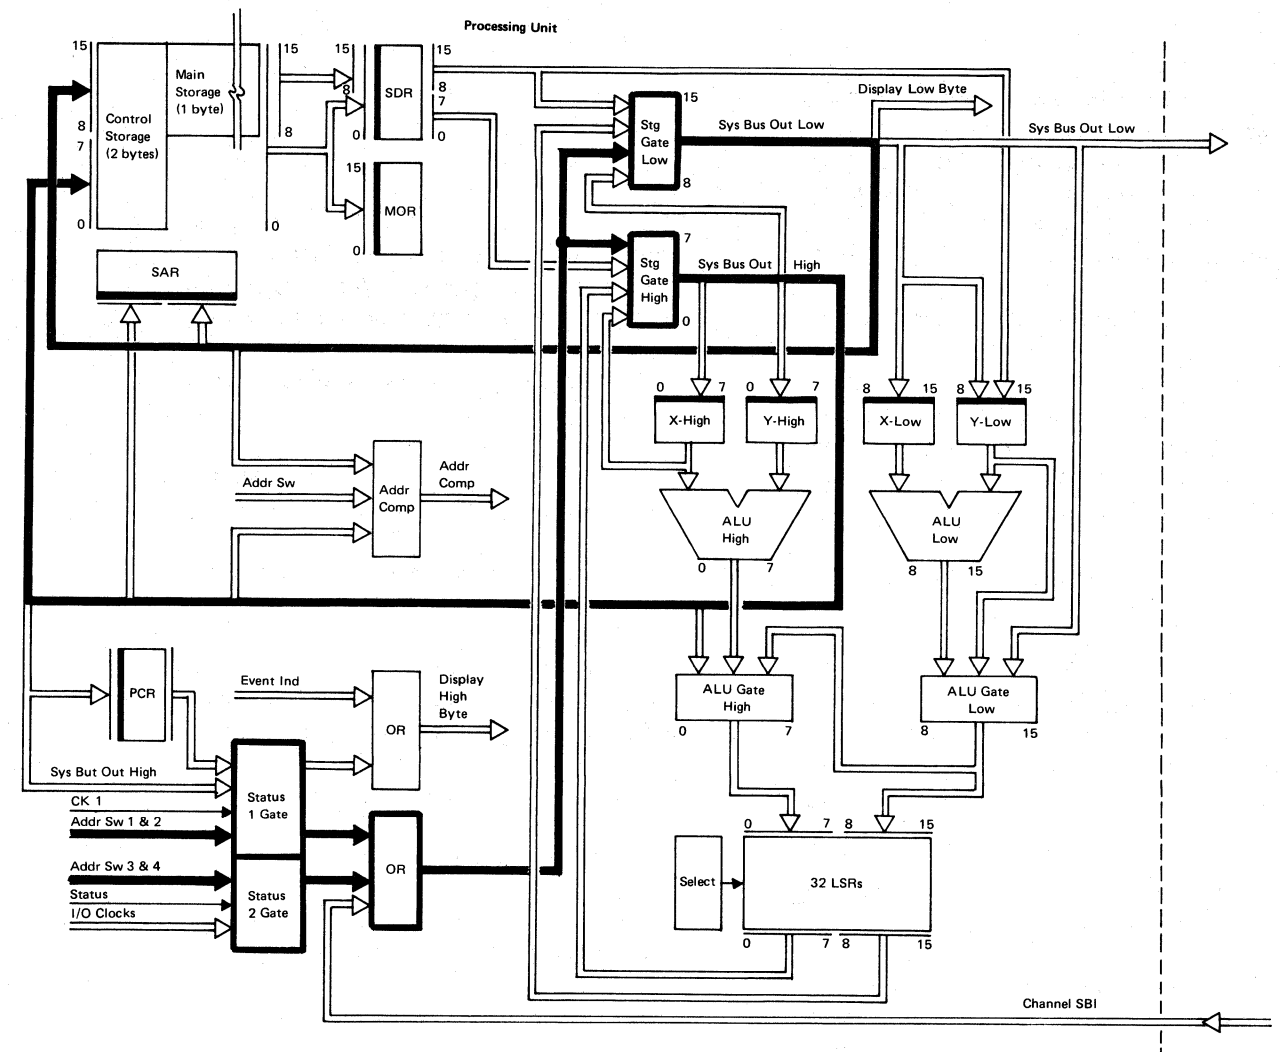 Processing Unit
15
15
15
15
Main
Storage
(1 byte)
8
8
7
SDR
Display Low Byte
15
Control
Storage
(2 bytes)
Stg
Gate
Low
Sys Bus Out Low
Sys Bus Out Low
8
7
8
0
0
15
8
MOR
0
0
0
7
Stg
Gate
High
Sys Bus Out High
0
SAR
0 7
0 7
8 15
8 15
X-High
Y-High
X-Low
Y-Low
Addr Sw
Addr
Comp
Addr
Comp
ALU
High
ALU
Low
0 7
8 15
PCR
Event Ind
OR
Display
High
Byte
ALU Gate
High
ALU Gate
Low
0 7
8 15
Sys But Out High
CK 1
Addr Sw 1 & 2
Status
1 Gate
Addr Sw 3 & 4
Status
I/O Clocks
Status
2 Gate
OR
0 7 8 15
Select
32 LSRs
0 7 8 15
Channel SBI